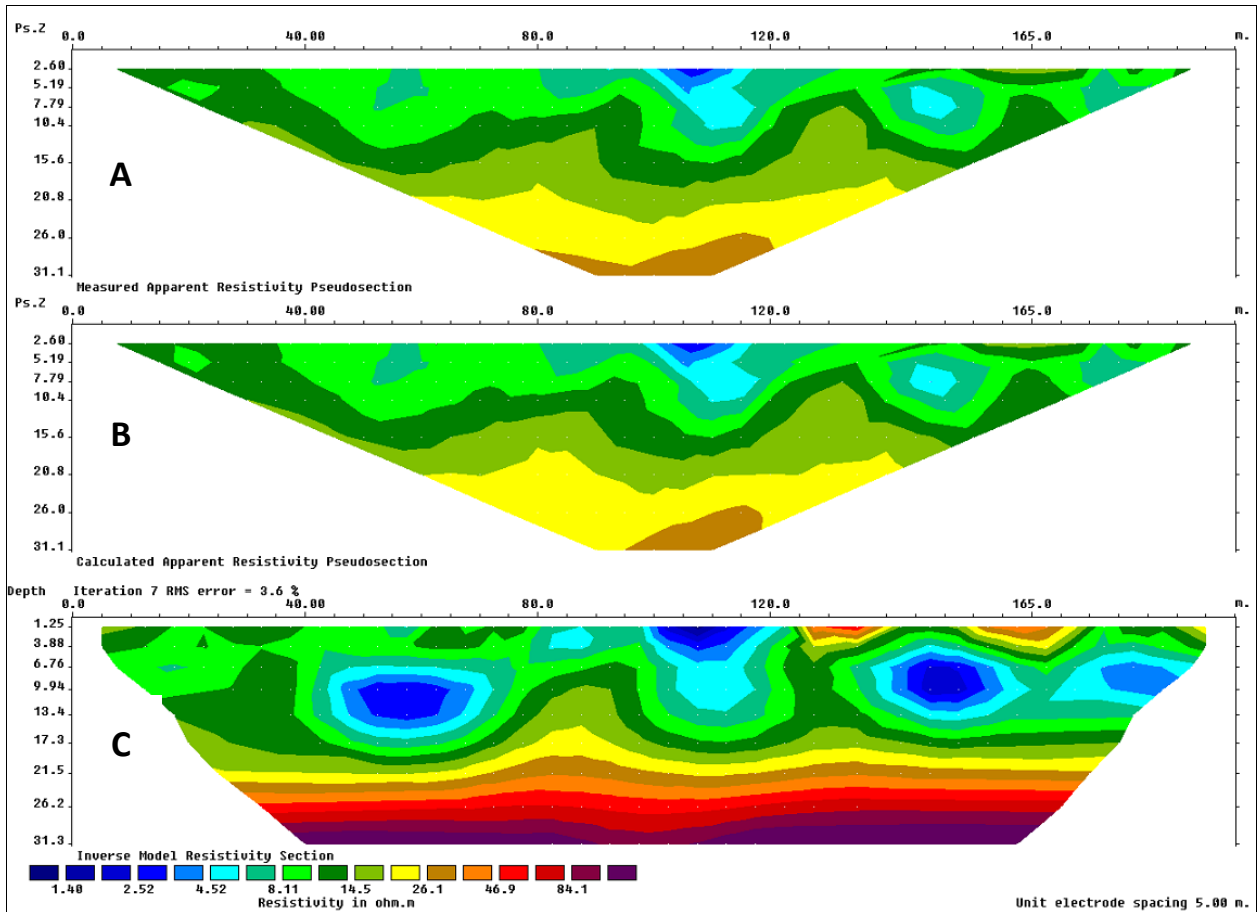 Ps.Z 0.0 40.00 80.0 120.0 165.0 m.
2.60
5.19
7.79
10.4
15.6
20.8
26.0
31.1
A
Measured Apparent Resistivity Pseudosection
Ps.Z 0.0 40.00 80.0 120.0 165.0 m.
2.60
5.19
7.79
10.4
15.6
20.8
26.0
31.1
B
Calculated Apparent Resistivity Pseudosection
Depth Iteration 7 RMS error = 3.6 %
0.0 40.00 80.0 120.0 165.0 m.
1.25
3.88
6.76
9.94
13.4
17.3
21.5
26.2
31.3
C
Inverse Model Resistivity Section
1.40 2.52 4.52 8.11 14.5 26.1 46.9 84.1
Resistivity in ohm.m
Unit electrode spacing 5.00 m.